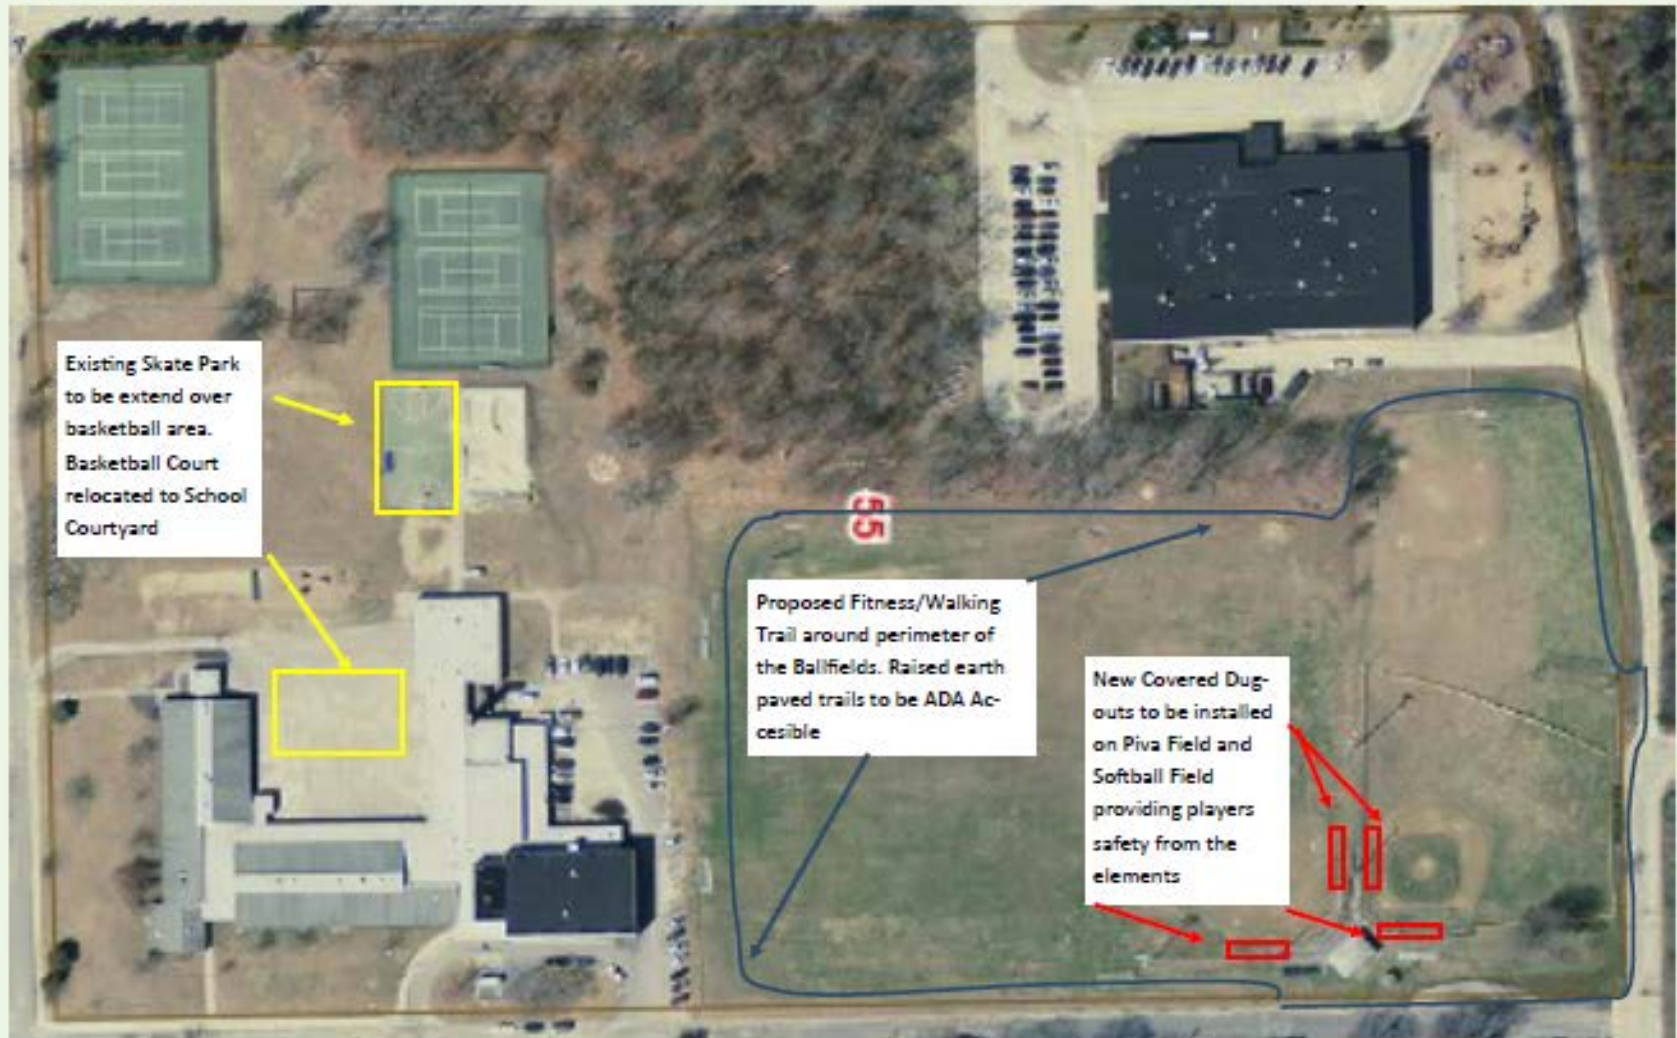 Existing Skate Park
to be extend over
basketball area.
Basketball Court
relocated to School
Courtyard
55
Proposed Fitness/Walking
Trail around perimeter of
the Ballfields. Raised earth
paved trails to be ADA Ac-
cesible
New Covered Dug-
outs to be installed
on Piva Field and
Softball Field
providing players
safety from the
elements